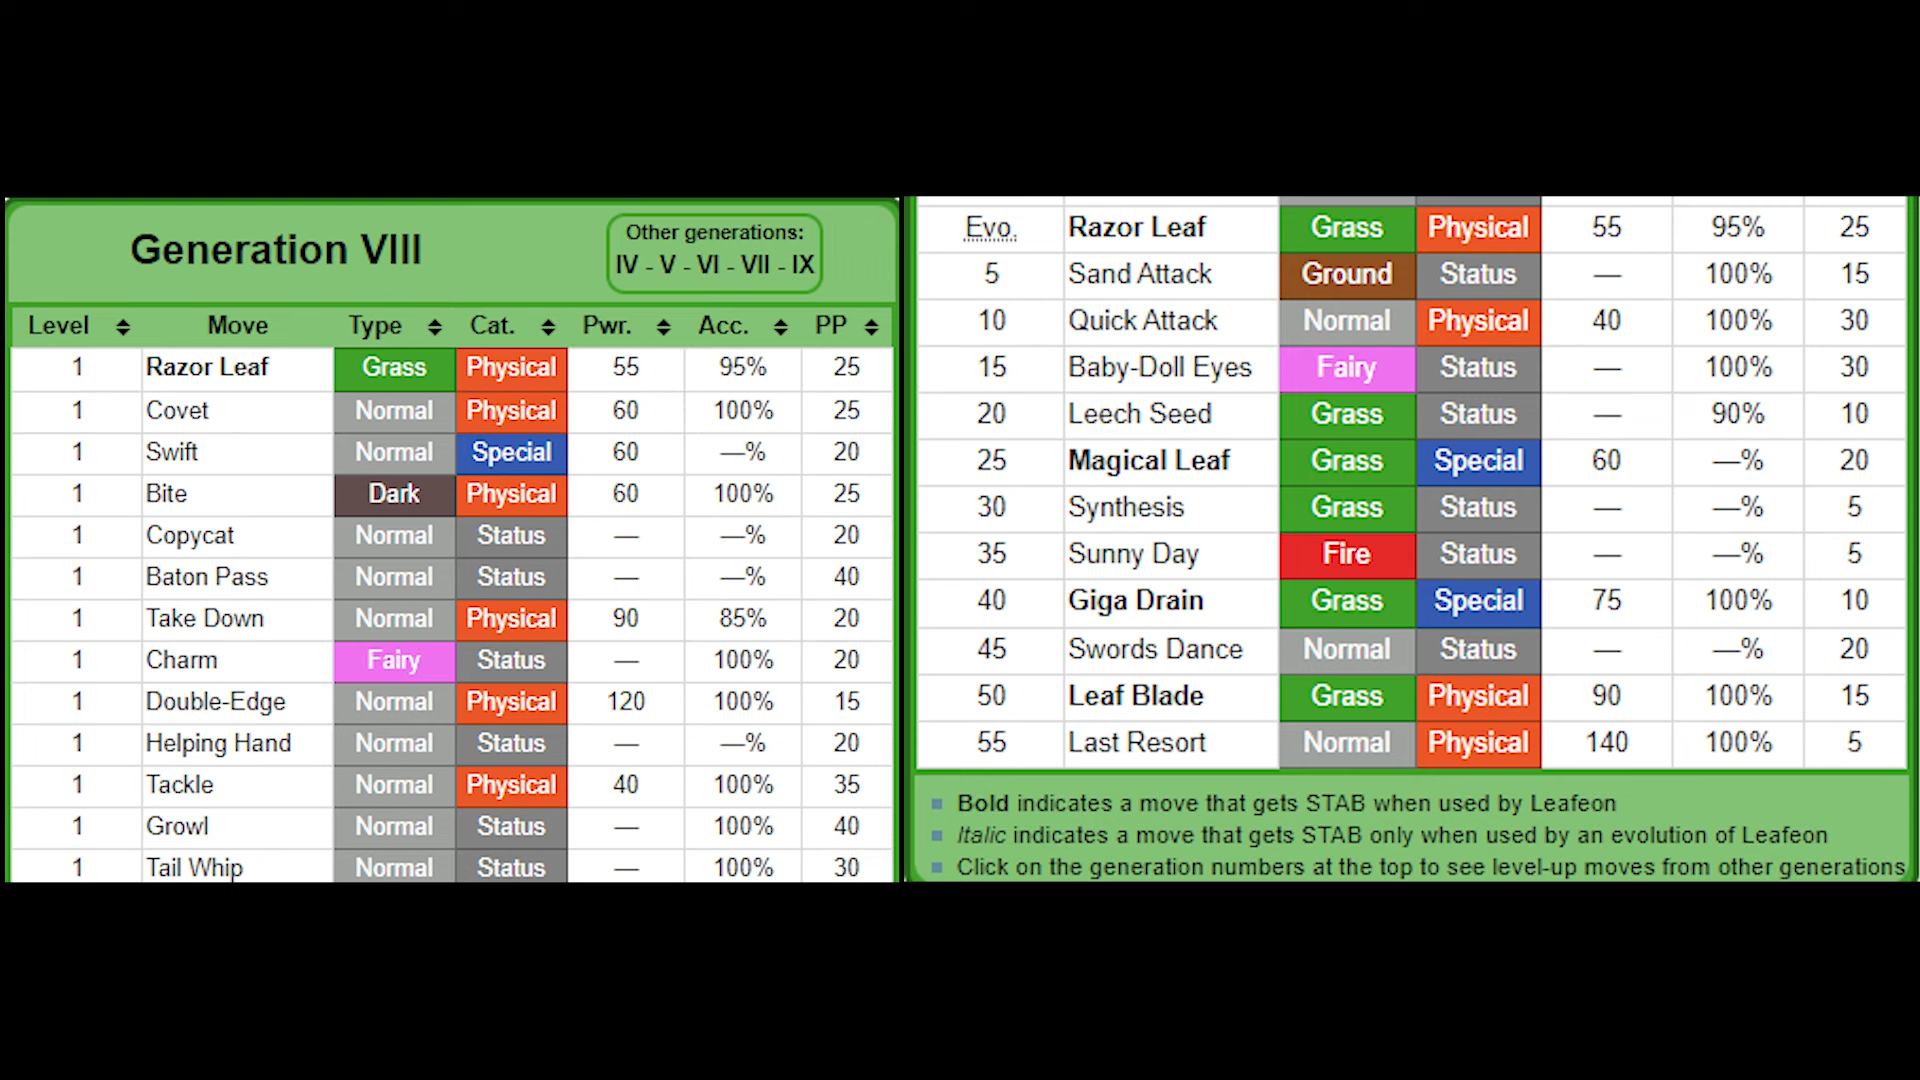 Generation VIII
Other generations:
IV - V - VI - VII - IX
Level Move Type Cat. Pwr. Acc. PP
1 Razor Leaf Grass Physical 55 95% 25
1 Covet Normal Physical 60 100% 25
1 Swift Normal Special 60 —% 20
1 Bite Dark Physical 60 100% 25
1 Copycat Normal Status — —% 20
1 Baton Pass Normal Status — —% 40
1 Take Down Normal Physical 90 85% 20
1 Charm Fairy Status — 100% 20
1 Double-Edge Normal Physical 120 100% 15
1 Helping Hand Normal Status — —% 20
1 Tackle Normal Physical 40 100% 35
1 Growl Normal Status — 100% 40
1 Tail Whip Normal Status — 100% 30
Evo. Razor Leaf Grass Physical 55 95% 25
5 Sand Attack Ground Status — 100% 15
10 Quick Attack Normal Physical 40 100% 30
15 Baby-Doll Eyes Fairy Status — 100% 30
20 Leech Seed Grass Status — 90% 10
25 Magical Leaf Grass Special 60 —% 20
30 Synthesis Grass Status — —% 5
35 Sunny Day Fire Status — —% 5
40 Giga Drain Grass Special 75 100% 10
45 Swords Dance Normal Status — —% 20
50 Leaf Blade Grass Physical 90 100% 15
55 Last Resort Normal Physical 140 100% 5
Bold indicates a move that gets STAB when used by Leafeon
Italic indicates a move that gets STAB only when used by an evolution of Leafeon
Click on the generation numbers at the top to see level-up moves from other generations